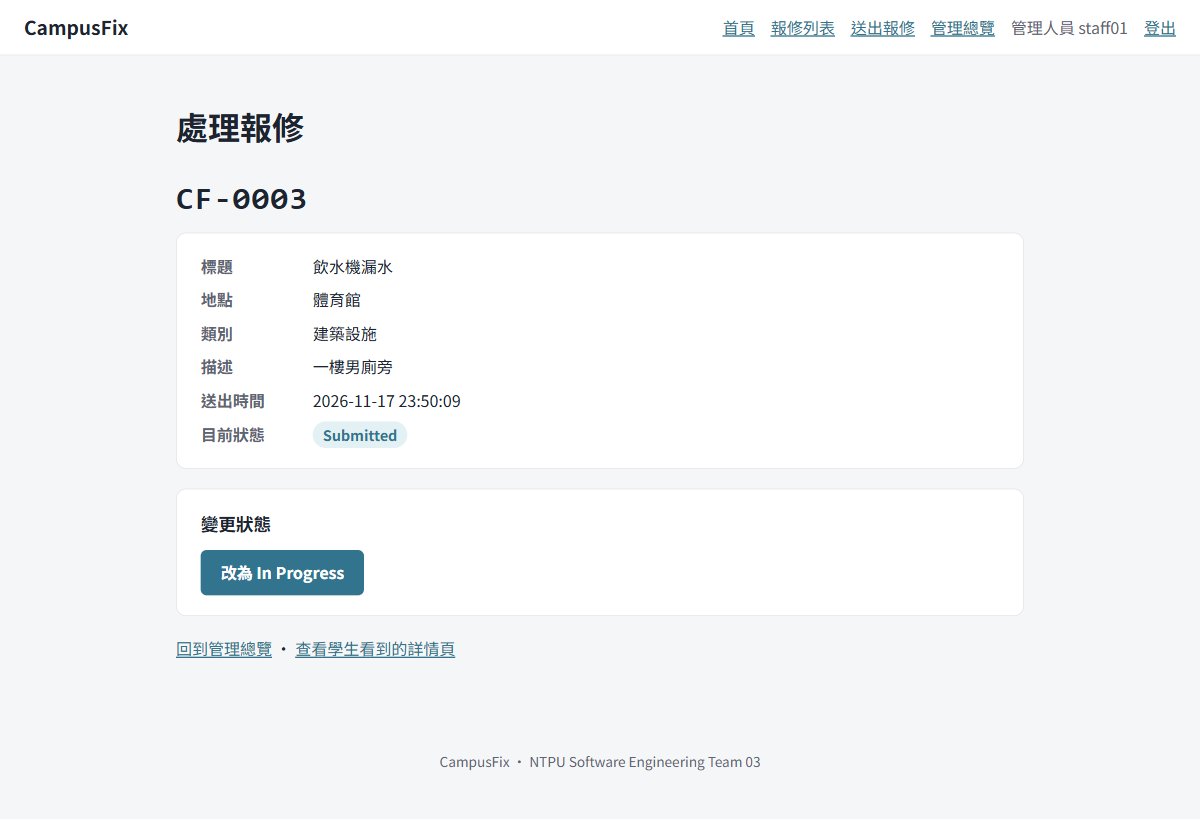 CampusFix
首頁 報修列表 送出報修 管理總覽 管理人員 staff01 登出
處理報修
CF-0003
標題 飲水機漏水
地點 體育館
類別 建築設施
描述 一樓男廁旁
送出時間 2026-11-17 23:50:09
目前狀態 Submitted
變更狀態
改為 In Progress
回到管理總覽 · 查看學生看到的詳情頁
CampusFix · NTPU Software Engineering Team 03